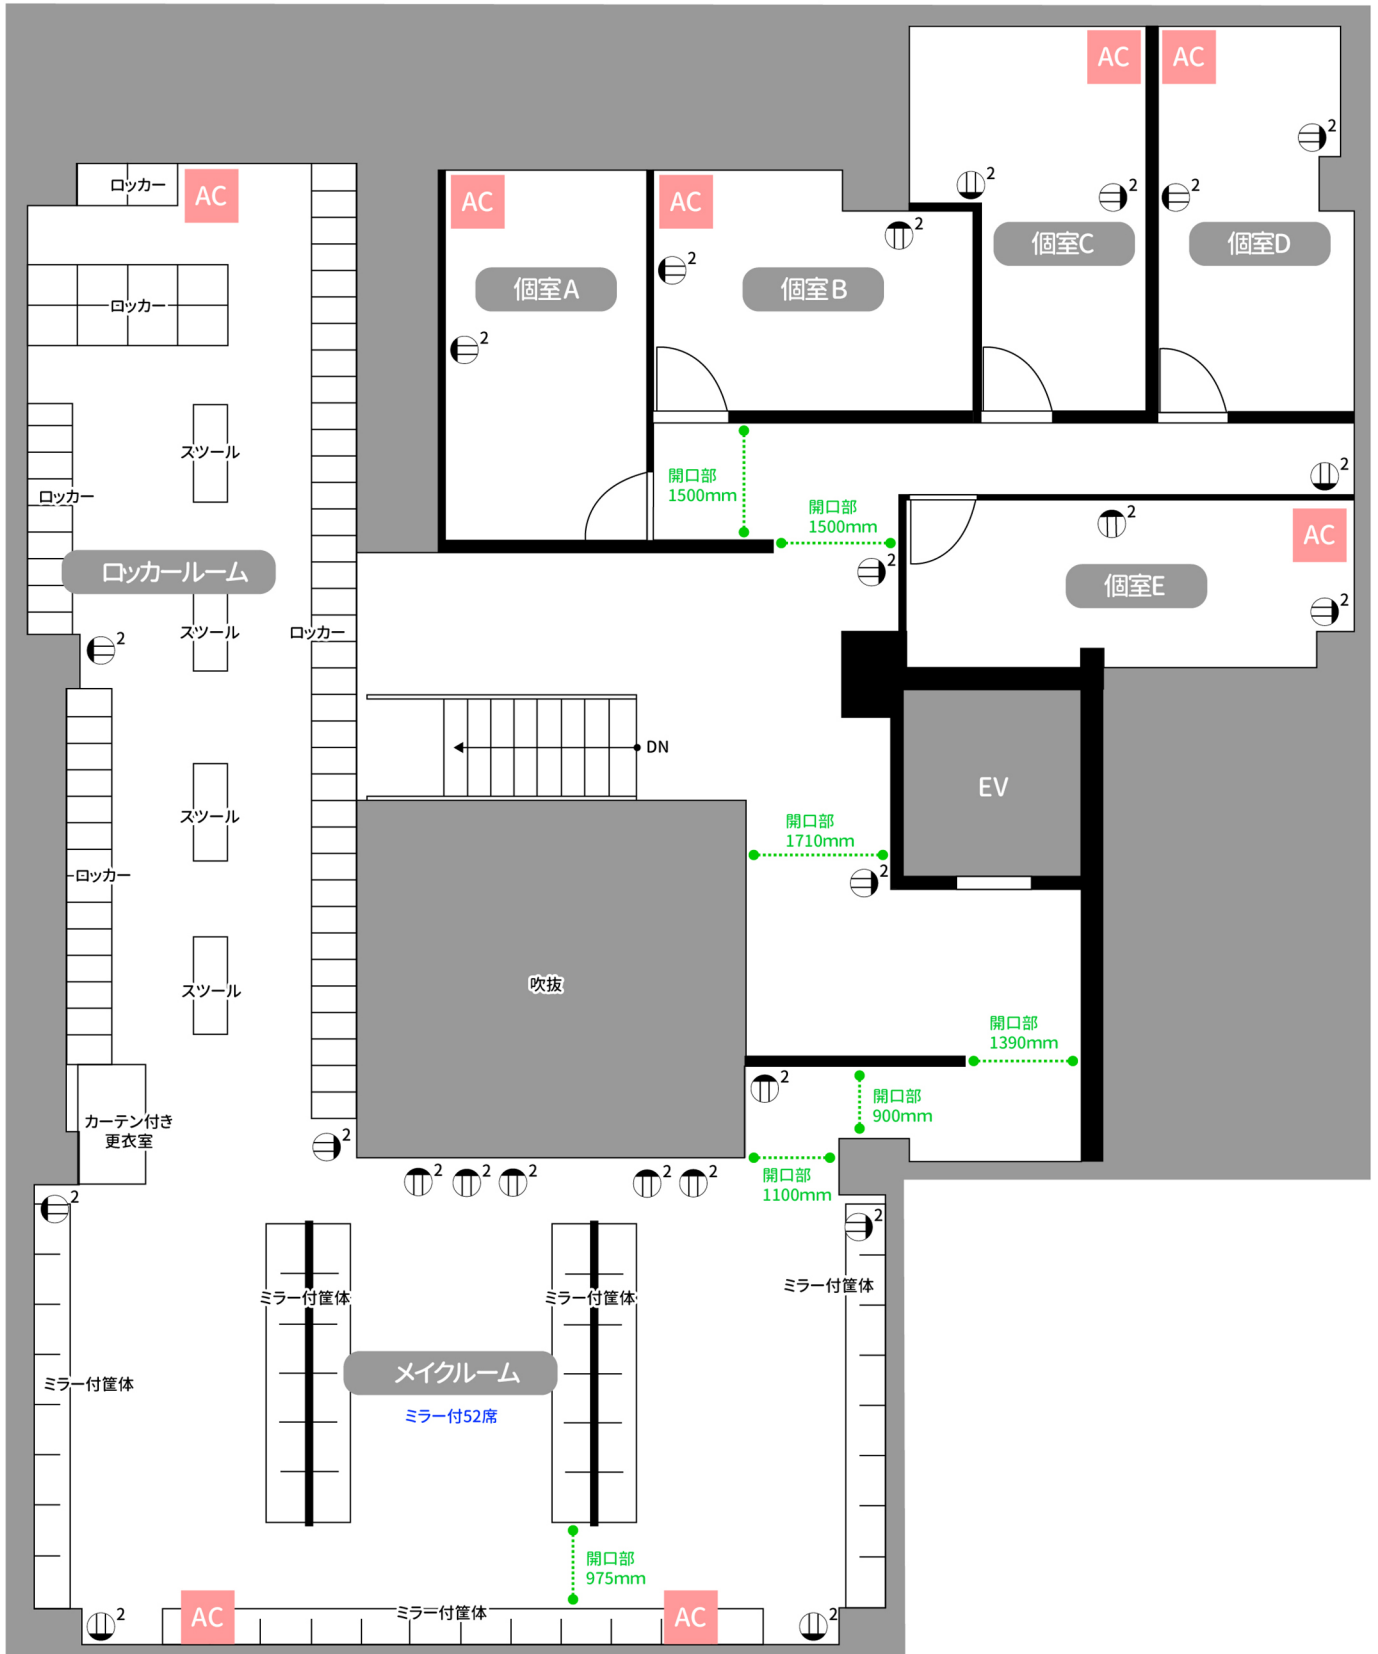 AC
AC
2
2
2
2
個室C
個室D
ロッカー
AC
AC
AC
2
2
個室A
個室B
ロッカー
2
スツール
ロッカー
開口部
1500mm
2
開口部
1500mm
2
2
AC
ロッカールーム
個室E
2
2
スツール
ロッカー
DN
EV
スツール
開口部
1710mm
ロッカー
2
吹抜
スツール
開口部
1390mm
2
開口部
900mm
カーテン付き
更衣室
2
2
2
2
2
2
開口部
1100mm
2
2
ミラー付筐体
ミラー付筐体
ミラー付筐体
メイクルーム
ミラー付筐体
ミラー付52席
開口部
975mm
2
AC
ミラー付筐体
AC
2